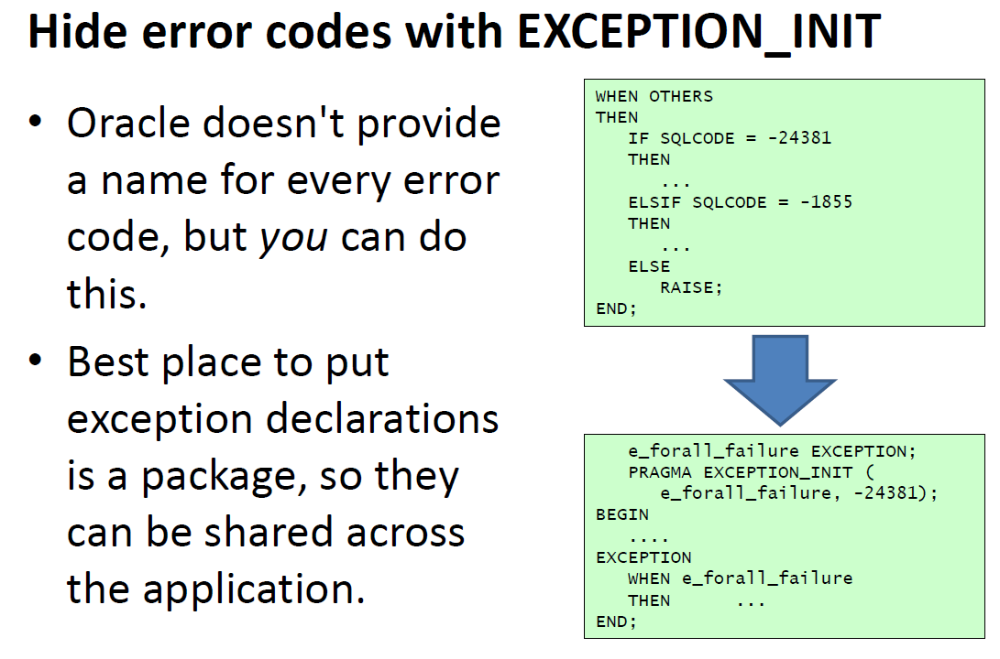 Hide error codes with EXCEPTION_INIT
• Oracle doesn't provide
a name for every error
code, but you can do
this.
• Best place to put
exception declarations
is a package, so they
can be shared across
the application.
WHEN OTHERS
THEN
   IF SQLCODE = -24381
   THEN
      ...
   ELSIF SQLCODE = -1855
   THEN
      ...
   ELSE
      RAISE;
END;
   e_forall_failure EXCEPTION;
   PRAGMA EXCEPTION_INIT (
      e_forall_failure, -24381);
BEGIN
   ....
EXCEPTION
   WHEN e_forall_failure
   THEN      ...
END;